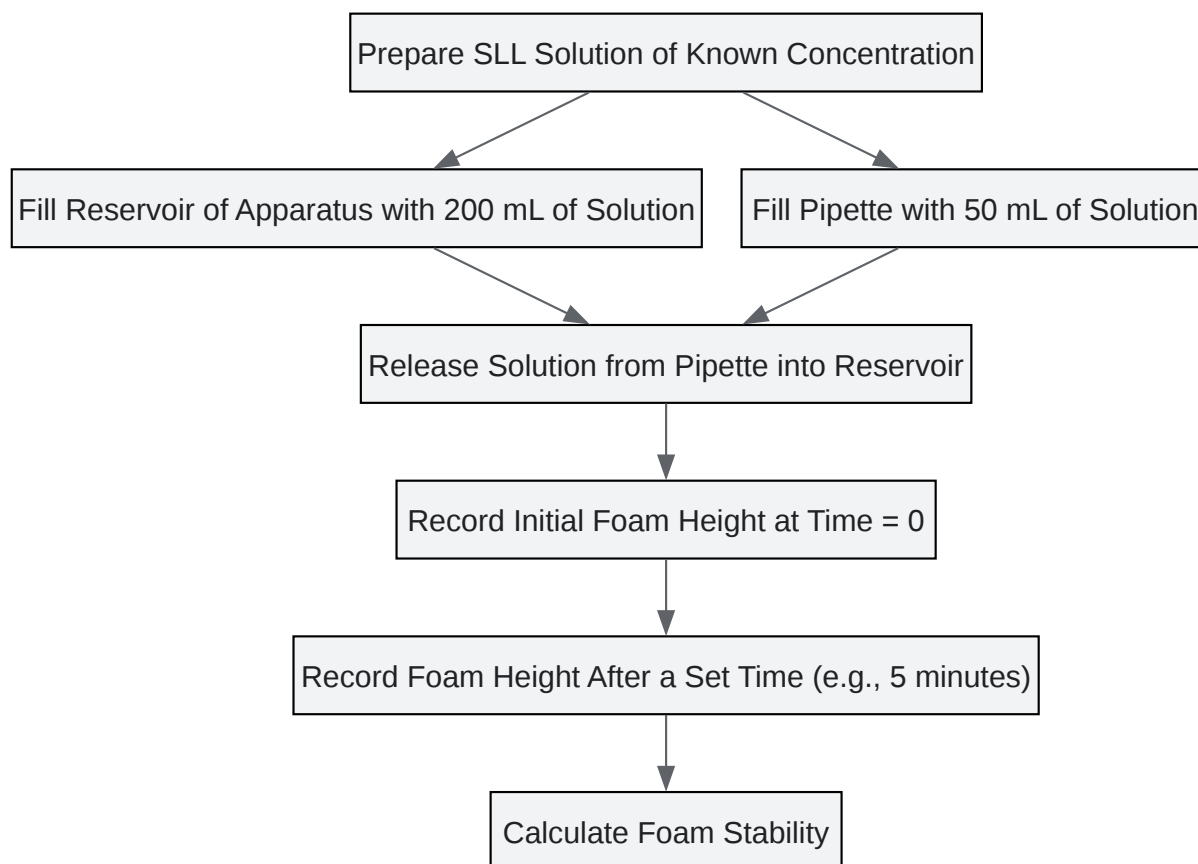 Prepare SLL Solution of Known Concentration
Fill Reservoir of Apparatus with 200 mL of Solution
Fill Pipette with 50 mL of Solution
Release Solution from Pipette into Reservoir
Record Initial Foam Height at Time = 0
Record Foam Height After a Set Time (e.g., 5 minutes)
Calculate Foam Stability